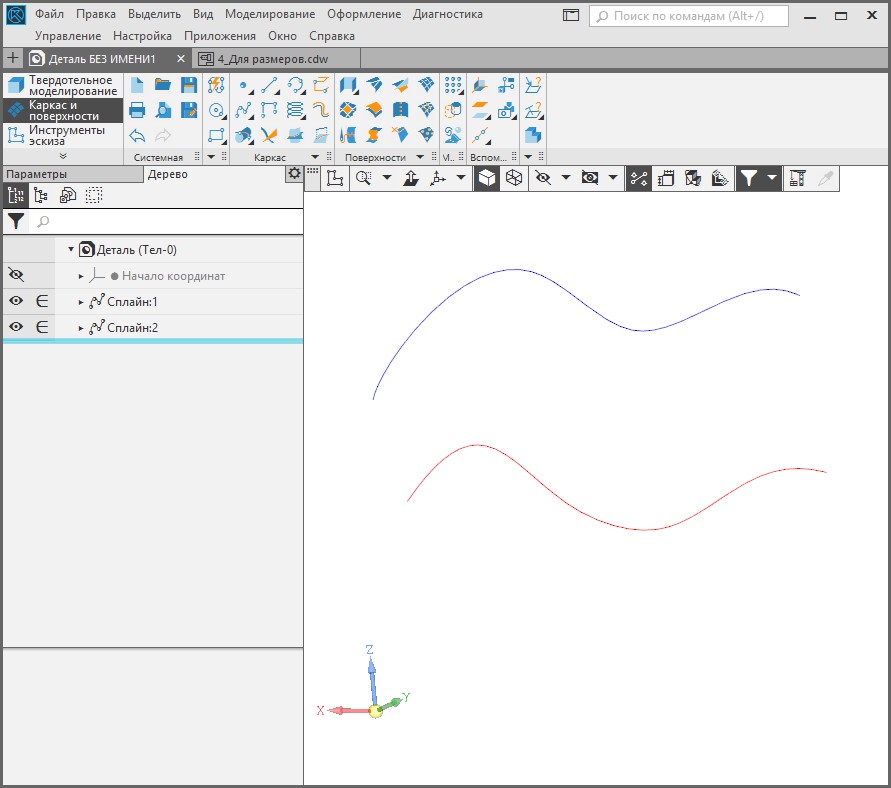 Файл Правка Выделить Вид Моделирование Оформление Диагностика
Поиск по командам (Alt+/)
Управление Настройка Приложения Окно Справка
Деталь БЕЗ ИМЕНИ1 4_Для размеров.cdw
Твердотельное
моделирование
Каркас и
поверхности
Инструменты
эскиза
Системная Каркас Поверхности М.. Вспом...
Параметры Дерево
Деталь (Тел-0)
Начало координат
Сплайн:1
Сплайн:2
Z
Y
X